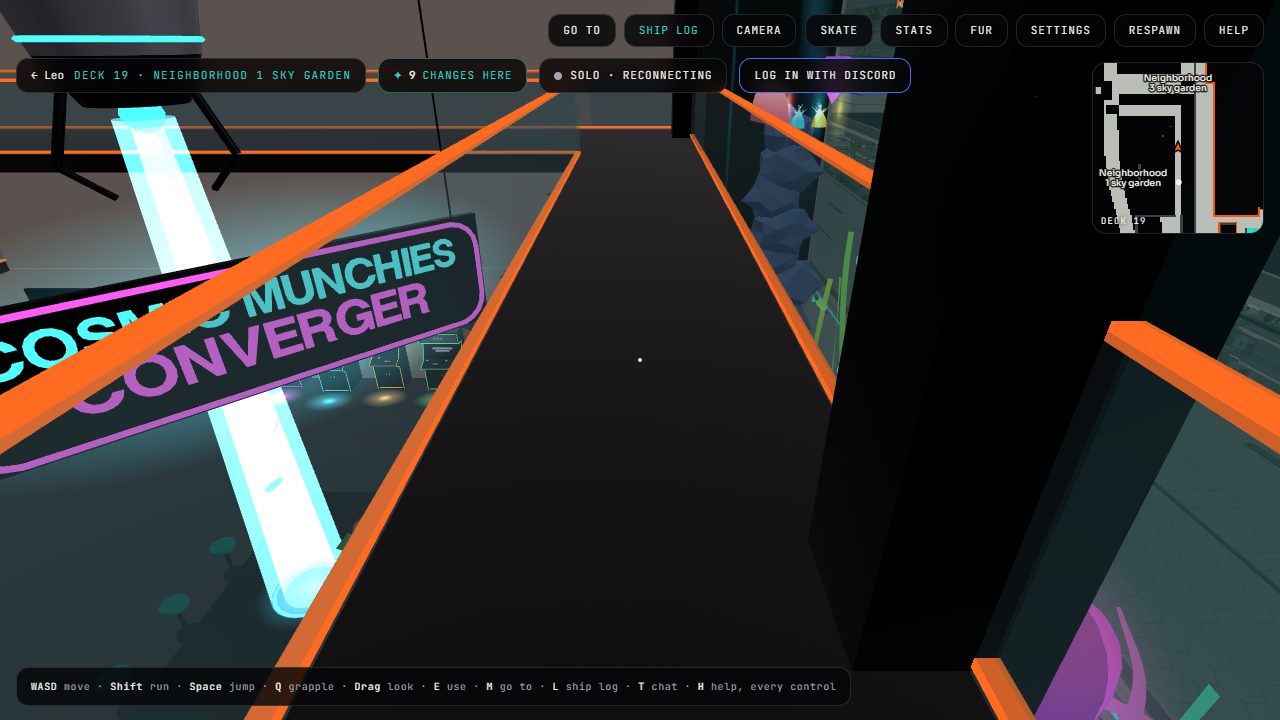 GO TO
SHIP LOG
CAMERA
SKATE
STATS
FUR
SETTINGS
RESPAWN
HELP
← Leo DECK 19 · NEIGHBORHOOD 1 SKY GARDEN
✦ 9 CHANGES HERE
SOLO · RECONNECTING
LOG IN WITH DISCORD
Neighborhood
3 sky garden
Neighborhood
1 sky garden
DECK 19
COSMIC MUNCHIES
CONVERGER
WASD move · Shift run · Space jump · Q grapple · Drag look · E use · M go to · L ship log · T chat · H help, every control